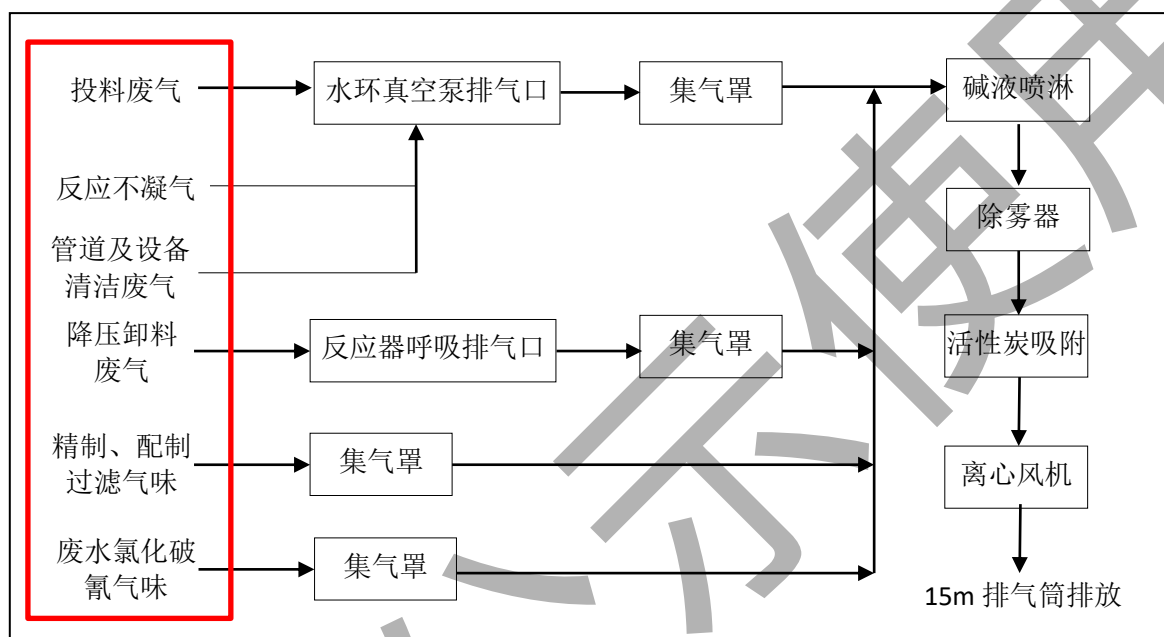 投料废气
水环真空泵排气口
集气罩
碱液喷淋
反应不凝气
除雾器
管道及设备
清洁废气
降压卸料
废气
反应器呼吸排气口
集气罩
活性炭吸附
精制、配制
过滤气味
集气罩
离心风机
废水氯化破
氰气味
集气罩
15m 排气筒排放
示使用